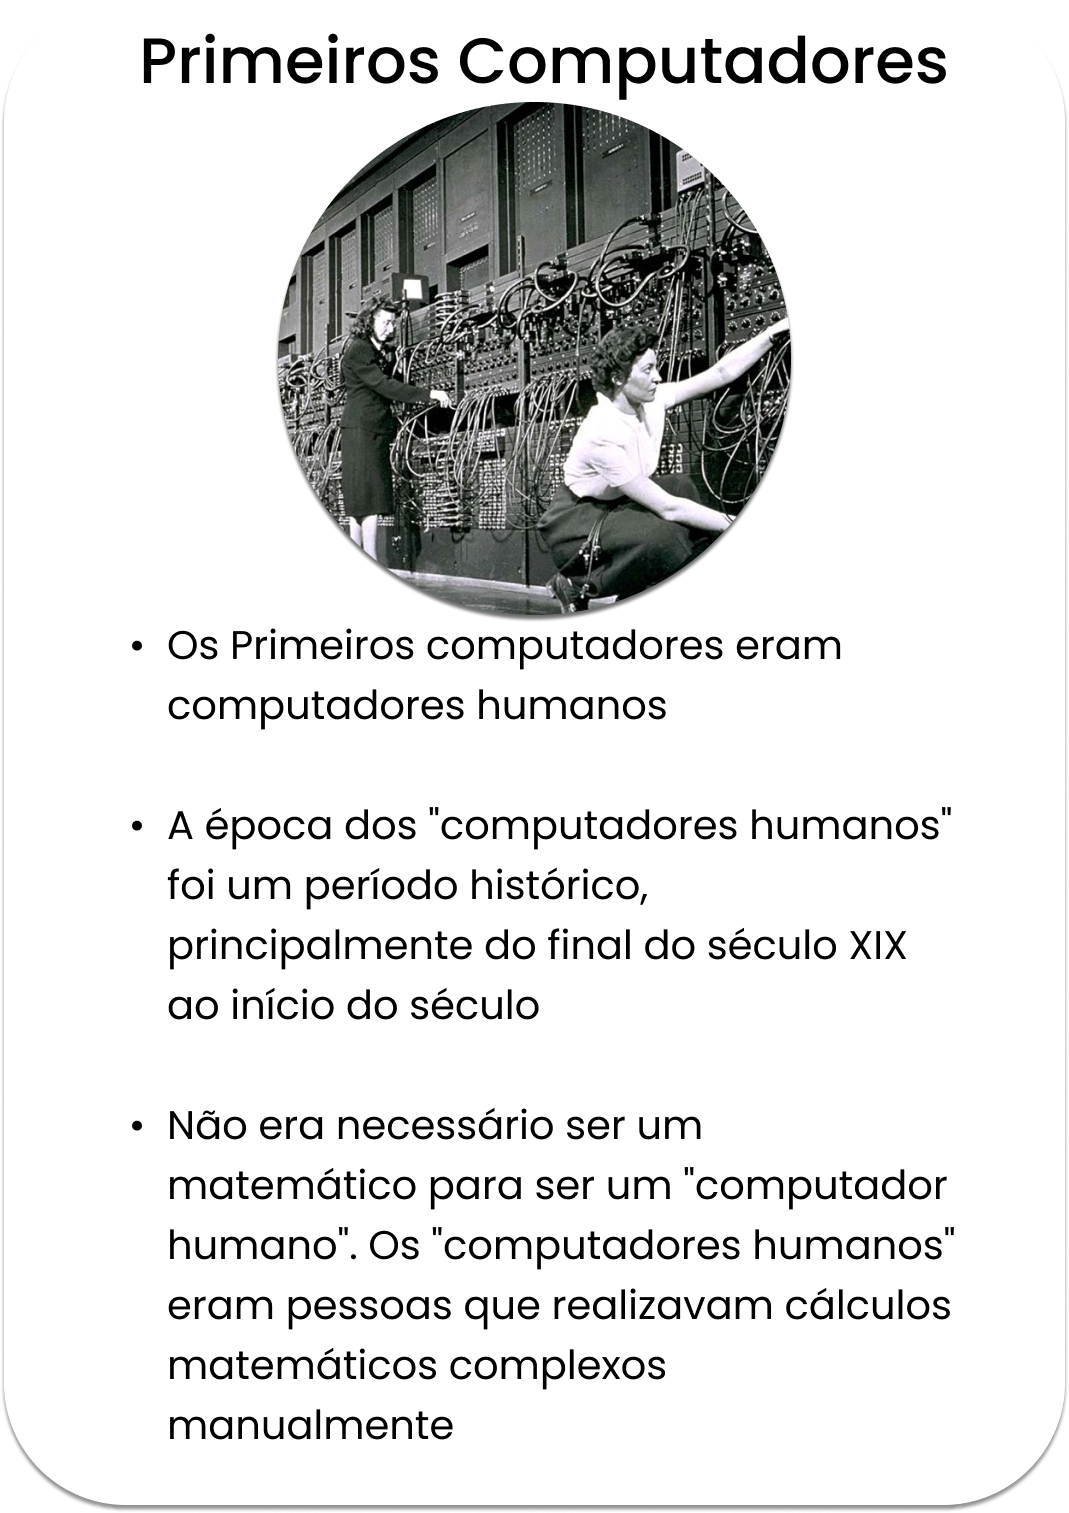 Primeiros Computadores
• Os Primeiros computadores eram
computadores humanos
• A época dos "computadores humanos"
foi um período histórico,
principalmente do final do século XIX
ao início do século
• Não era necessário ser um
matemático para ser um "computador
humano". Os "computadores humanos"
eram pessoas que realizavam cálculos
matemáticos complexos
manualmente